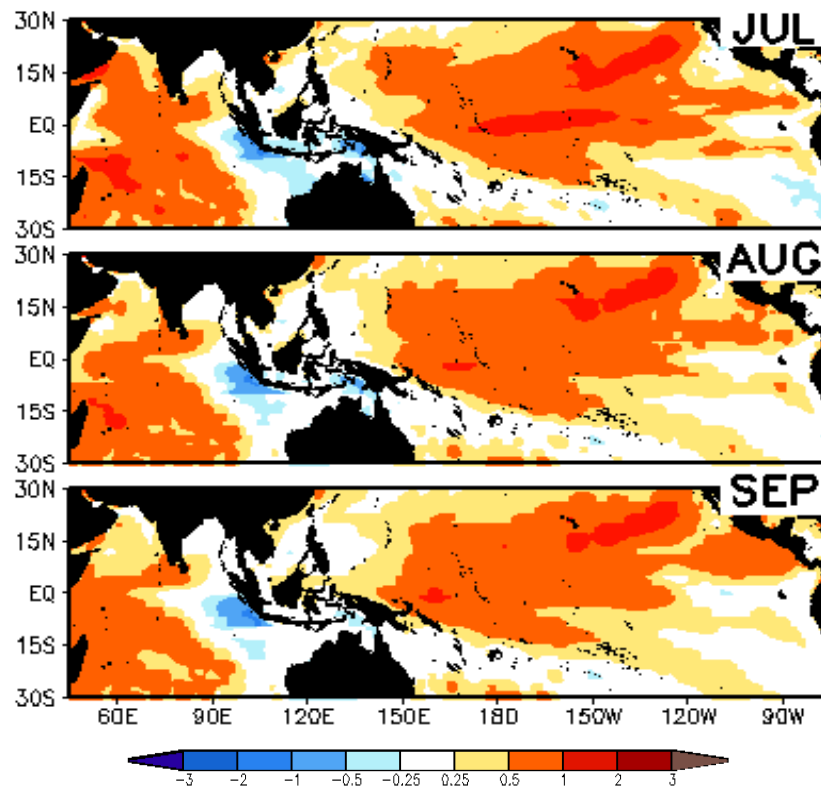 30N JUL
15N
EQ
15S
30S
30N AUG
15N
EQ
15S
30S
30N SEP
15N
EQ
15S
30S
60E 90E 120E 150E 180 150W 120W 90W
-3 -2 -1 -0.5 -0.25 0.25 0.5 1 2 3